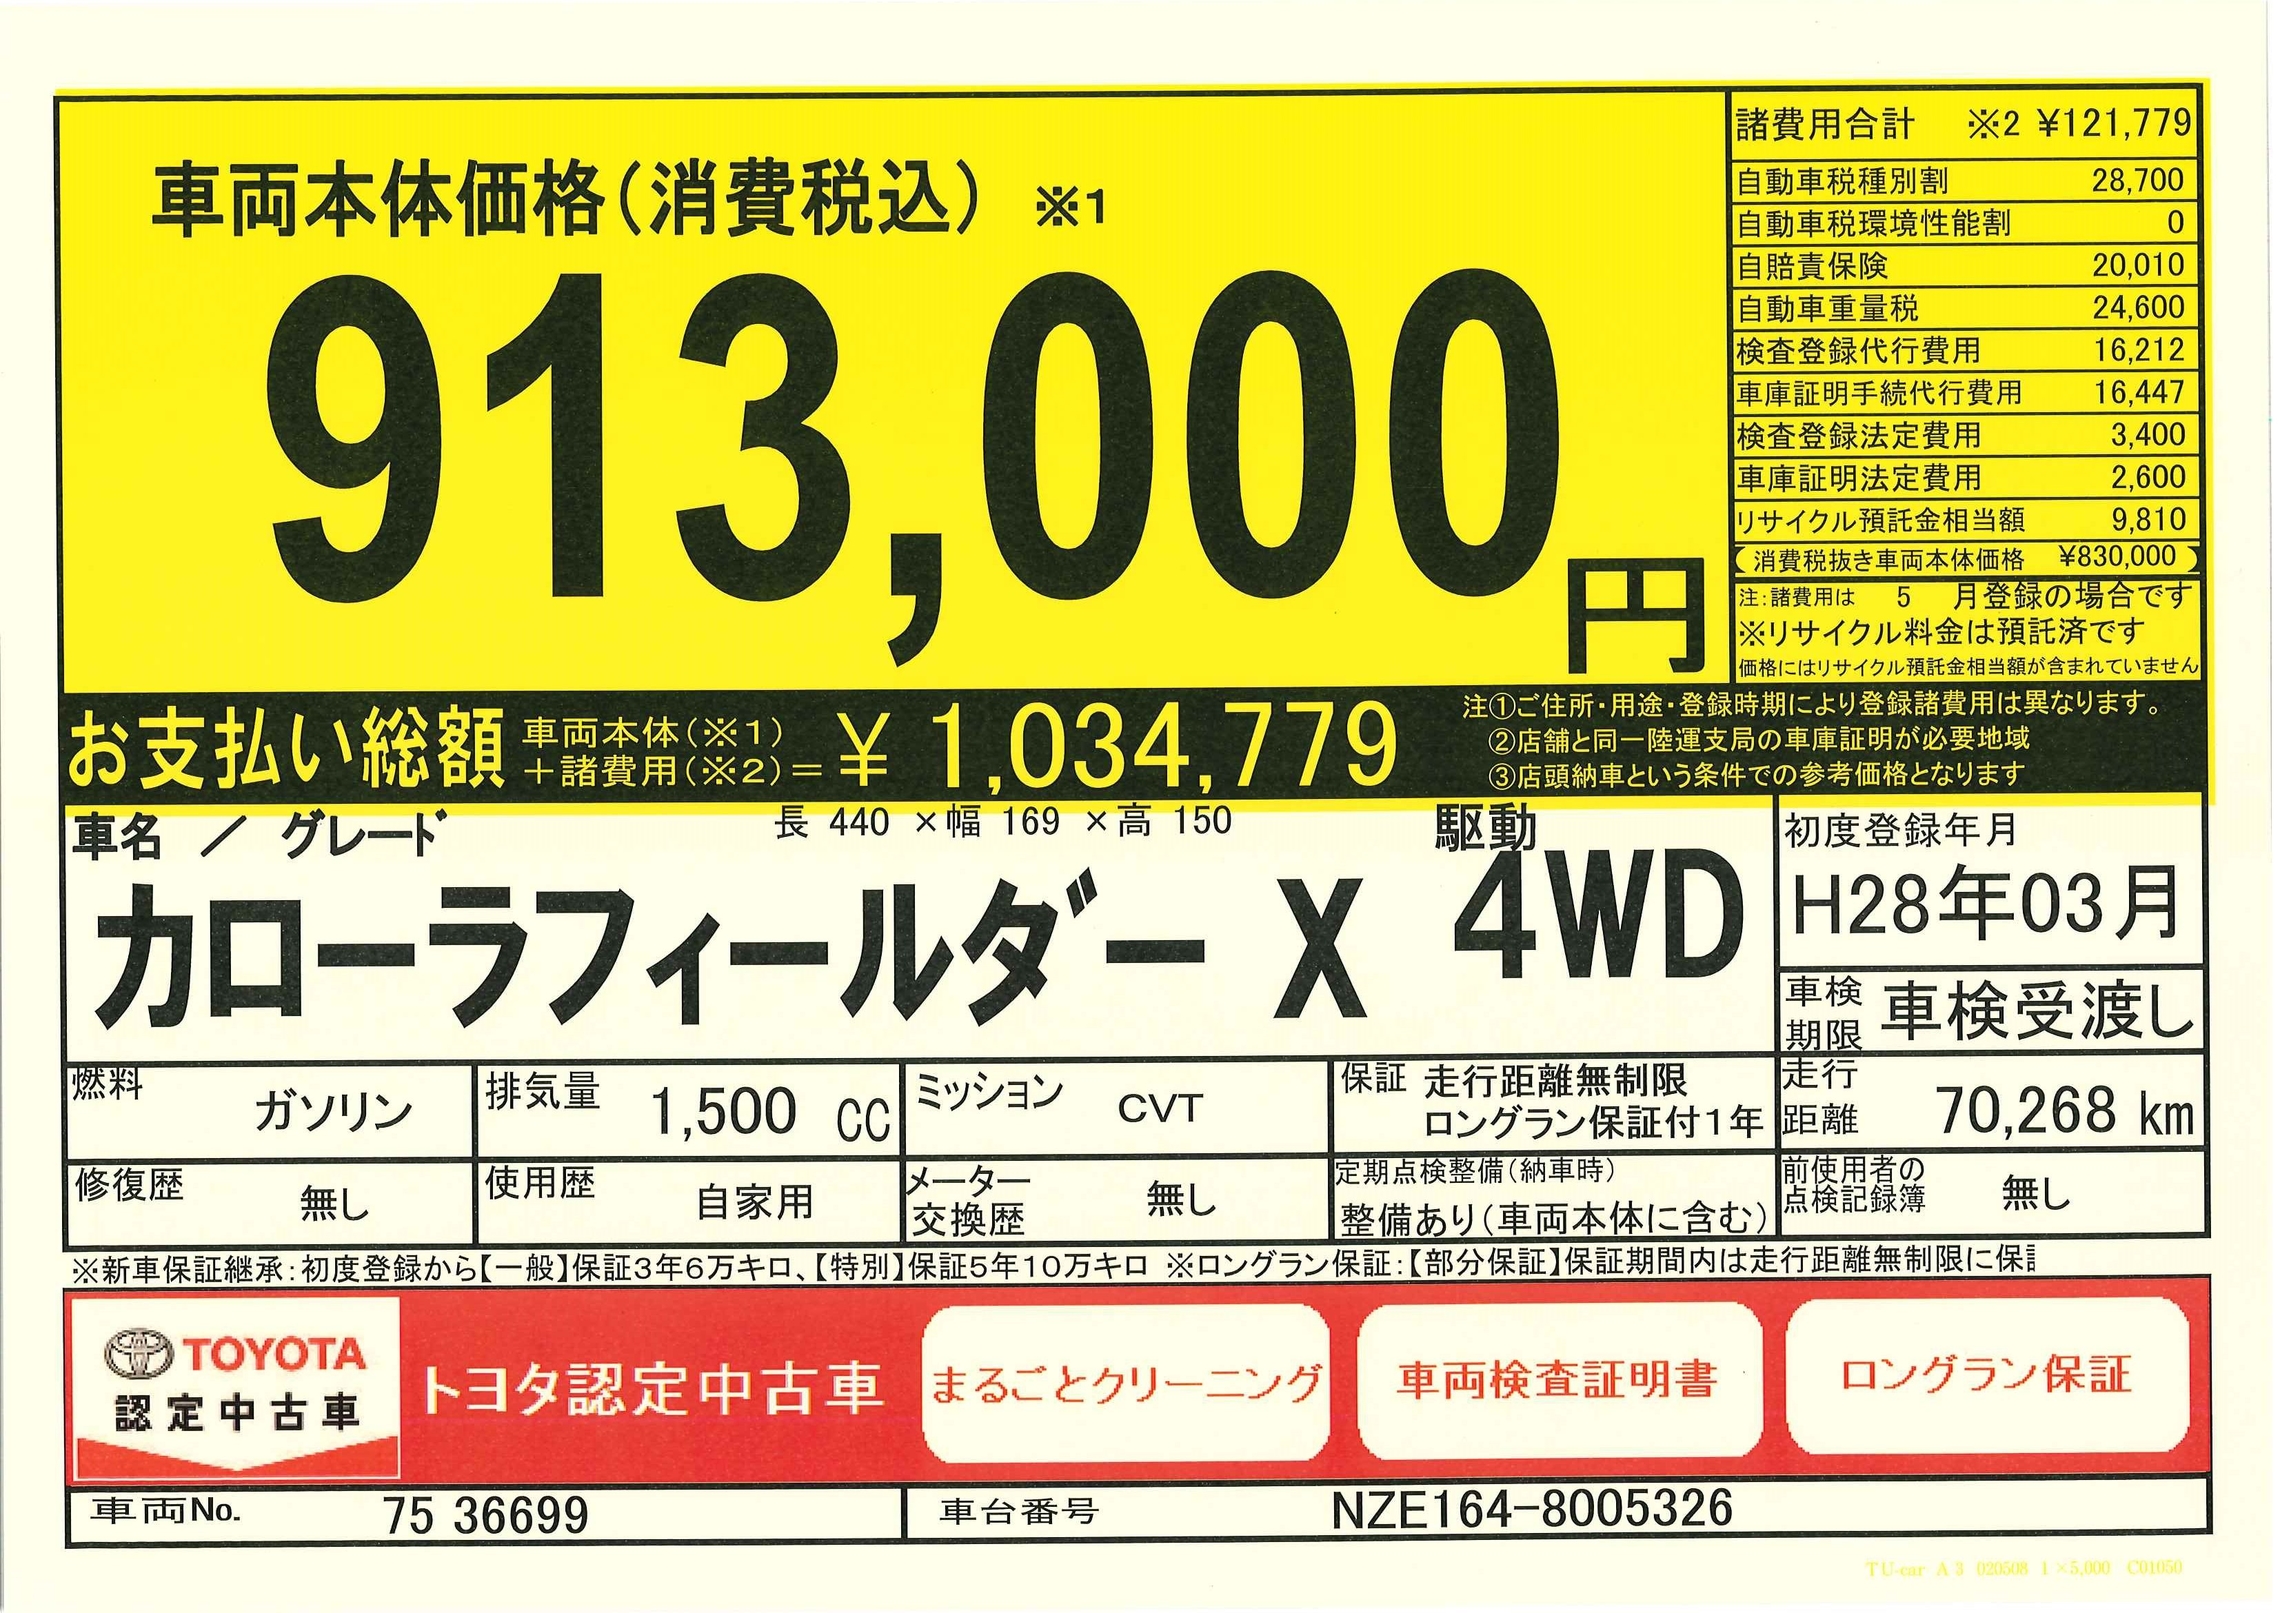 車両本体価格(消費税込) ※1
913,000円
諸費用合計 ※2 ¥121,779
自動車税種別割 28,700
自動車税環境性能割 0
自賠責保険 20,010
自動車重量税 24,600
検査登録代行費用 16,212
車庫証明手続代行費用 16,447
検査登録法定費用 3,400
車庫証明法定費用 2,600
リサイクル預託金相当額 9,810
(消費税抜き車両本体価格 ¥830,000)
注:諸費用は 5 月登録の場合です
※リサイクル料金は預託済です
価格にはリサイクル預託金相当額が含まれていません
お支払い総額 車両本体(※1)+諸費用(※2)= ¥ 1,034,779
注①ご住所・用途・登録時期により登録諸費用は異なります。
②店舗と同一陸運支局の車庫証明が必要地域
③店頭納車という条件での参考価格となります
車名 / グレード 長 440 ×幅 169 ×高 150 駆動
カローラフィールダー X 4WD
初度登録年月
H28年03月
車検期限 車検受渡し
燃料 ガソリン
排気量 1,500 CC
ミッション CVT
保証 走行距離無制限
ロングラン保証付1年
走行距離 70,268 km
修復歴 無し
使用歴 自家用
メーター交換歴 無し
定期点検整備(納車時)
整備あり(車両本体に含む)
前使用者の点検記録簿 無し
※新車保証継承:初度登録から【一般】保証3年6万キロ、【特別】保証5年10万キロ ※ロングラン保証:【部分保証】保証期間内は走行距離無制限に保
TOYOTA
認定中古車
トヨタ認定中古車
まるごとクリーニング
車両検査証明書
ロングラン保証
車両No. 75 36699
車台番号 NZE164-8005326
TU-car A3 020508 1×5,000 C01050